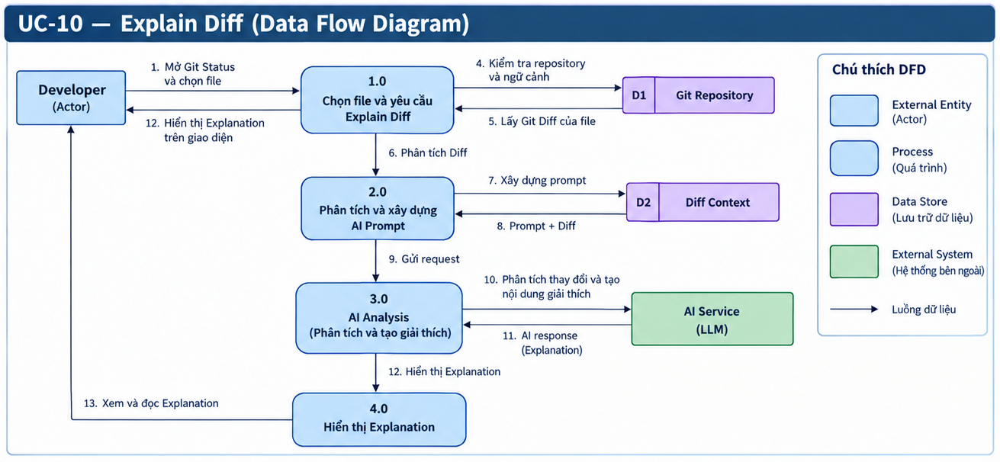 UC-10 — Explain Diff (Data Flow Diagram)
Developer
(Actor)
1. Mở Git Status
và chọn file
12. Hiển thị Explanation
trên giao diện
1.0
Chọn file và yêu cầu
Explain Diff
4. Kiểm tra repository
và ngữ cảnh
5. Lấy Git Diff của file
D1
Git Repository
6. Phân tích Diff
2.0
Phân tích và xây dựng
AI Prompt
7. Xây dựng prompt
8. Prompt + Diff
D2
Diff Context
9. Gửi request
3.0
AI Analysis
(Phân tích và tạo giải thích)
10. Phân tích thay đổi và tạo
nội dung giải thích
11. AI response
(Explanation)
AI Service
(LLM)
12. Hiển thị Explanation
4.0
Hiển thị Explanation
13. Xem và đọc Explanation
Chú thích DFD
External Entity
(Actor)
Process
(Quá trình)
Data Store
(Lưu trữ dữ liệu)
External System
(Hệ thống bên ngoài)
Luồng dữ liệu